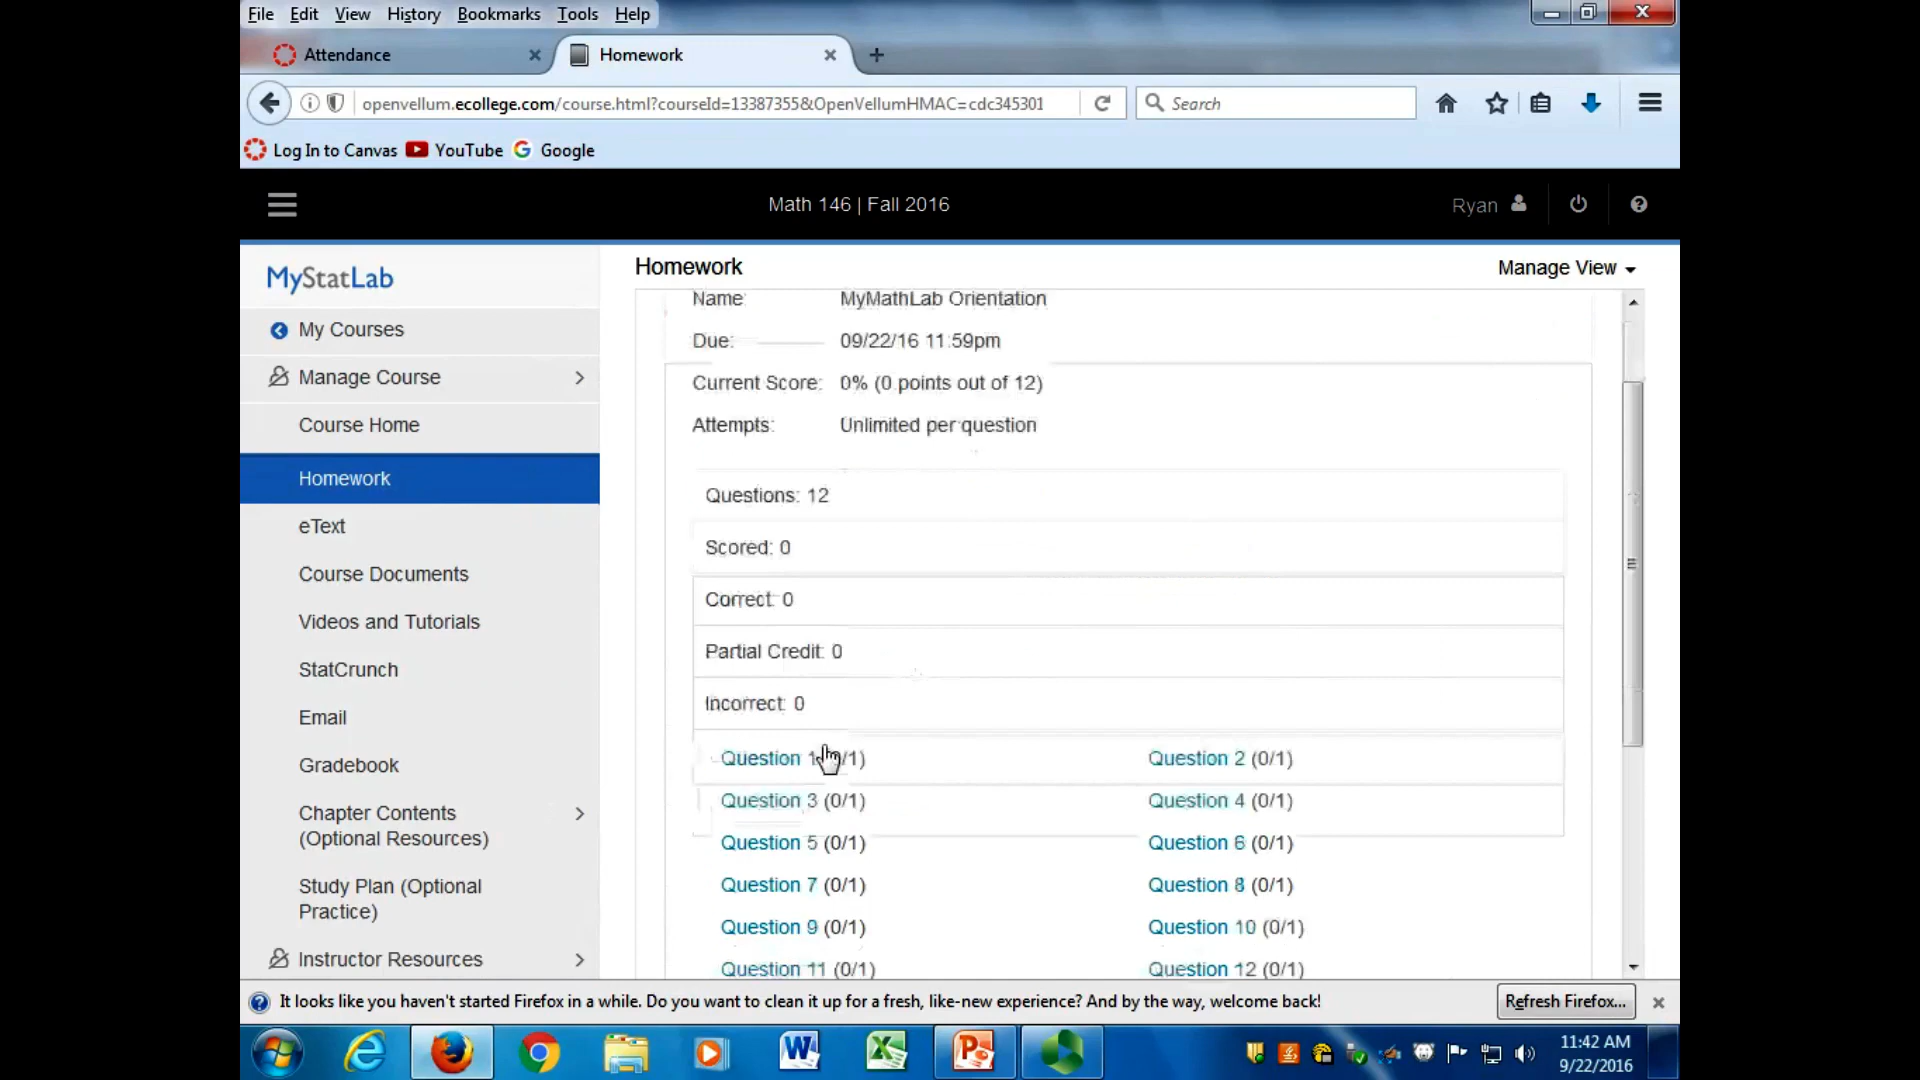 File Edit View History Bookmarks Tools Help
Attendance
Homework
openvellum.ecollege.com/course.html?courseId=13387355&OpenVellumHMAC=cdc345301
Search
Log In to Canvas YouTube Google
Math 146 | Fall 2016
Ryan
MyStatLab
My Courses
Manage Course
Course Home
Homework
eText
Course Documents
Videos and Tutorials
StatCrunch
Email
Gradebook
Chapter Contents
(Optional Resources)
Study Plan (Optional
Practice)
Instructor Resources
Homework
Manage View
Name: MyMathLab Orientation
Due: 09/22/16 11:59pm
Current Score: 0% (0 points out of 12)
Attempts: Unlimited per question
Questions: 12
Scored: 0
Correct: 0
Partial Credit: 0
Incorrect: 0
Question 1 (0/1) Question 2 (0/1)
Question 3 (0/1) Question 4 (0/1)
Question 5 (0/1) Question 6 (0/1)
Question 7 (0/1) Question 8 (0/1)
Question 9 (0/1) Question 10 (0/1)
Question 11 (0/1) Question 12 (0/1)
It looks like you haven't started Firefox in a while. Do you want to clean it up for a fresh, like-new experience? And by the way, welcome back!
Refresh Firefox...
11:42 AM
9/22/2016